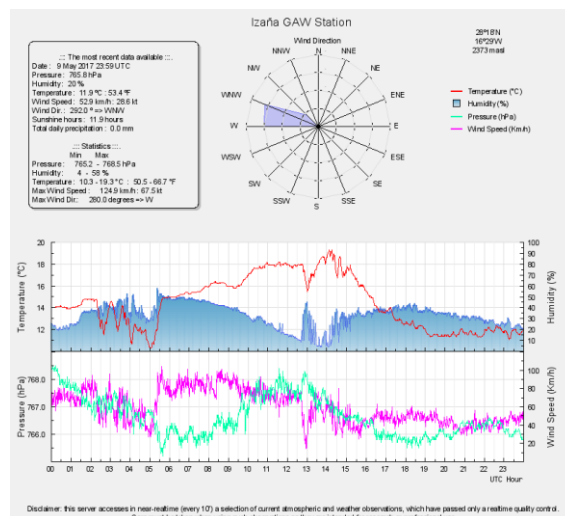 Izaña GAW Station
28º18'N
16º29'W
2373 masl
.::: The most recent data available :::.
Date : 9 May 2017 23:59 UTC
Pressure : 765.8 hPa
Humidity: 20 %
Temperature : 11.9 ºC : 53.4 ºF
Wind Speed : 52.9 km/h : 28.6 kt
Wind Dir.: 292.0 º => WNW
Sunshine hours : 11.9 hours
Total daily precipitation : 0.0 mm
.::: Statistics :::.
Min Max
Pressure: 765.2 - 768.5 hPa
Humidity: 4 - 58 %
Temperature : 10.3 - 19.3 ºC : 50.5 - 66.7 ºF
Max Wind Speed : 124.9 km/h : 67.5 kt
Max Wind Dir.: 280.0 degrees => W
Wind Direction
N
NNE
NE
ENE
E
ESE
SE
SSE
S
SSW
SW
WSW
W
WNW
NW
NNW
Temperature (ºC)
Humidity (%)
Pressure (hPa)
Wind Speed (Km/h)
Temperature (ºC)
20
18
16
14
12
100
90
80
70
60
50
40
30
20
10
Humidity (%)
Pressure (hPa)
768.0
767.0
766.0
100
80
60
40
20
Wind Speed (Km/h)
00 01 02 03 04 05 06 07 08 09 10 11 12 13 14 15 16 17 18 19 20 21 22 23 00
UTC Hour
Disclaimer: this server accesses in near-realtime (every 10') a selection of current atmospheric and weather observations, which have passed only a realtime quality control.